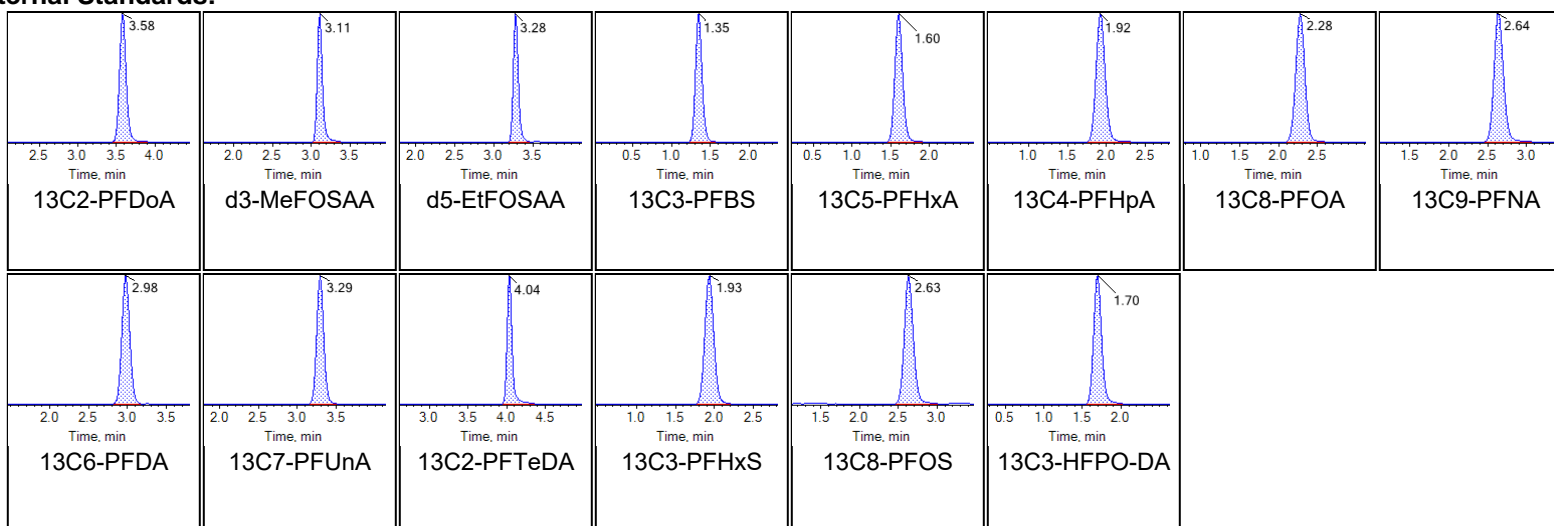 ternal Standards:
3.58 3.11 3.28 1.35 1.60 1.92 2.28 2.64
2.5 3.0 3.5 4.0 2.0 2.5 3.0 3.5 2.0 2.5 3.0 3.5 0.5 1.0 1.5 2.0 0.5 1.0 1.5 2.0 1.0 1.5 2.0 2.5 1.0 1.5 2.0 2.5 1.5 2.0 2.5 3.0
Time, min Time, min Time, min Time, min Time, min Time, min Time, min Time, min
13C2-PFDoA d3-MeFOSAA d5-EtFOSAA 13C3-PFBS 13C5-PFHxA 13C4-PFHpA 13C8-PFOA 13C9-PFNA
2.98 3.29 4.04 1.93 2.63 1.70
2.0 2.5 3.0 3.5 2.0 2.5 3.0 3.5 3.0 3.5 4.0 4.5 1.0 1.5 2.0 2.5 1.5 2.0 2.5 3.0 0.5 1.0 1.5 2.0
Time, min Time, min Time, min Time, min Time, min Time, min
13C6-PFDA 13C7-PFUnA 13C2-PFTeDA 13C3-PFHxS 13C8-PFOS 13C3-HFPO-DA